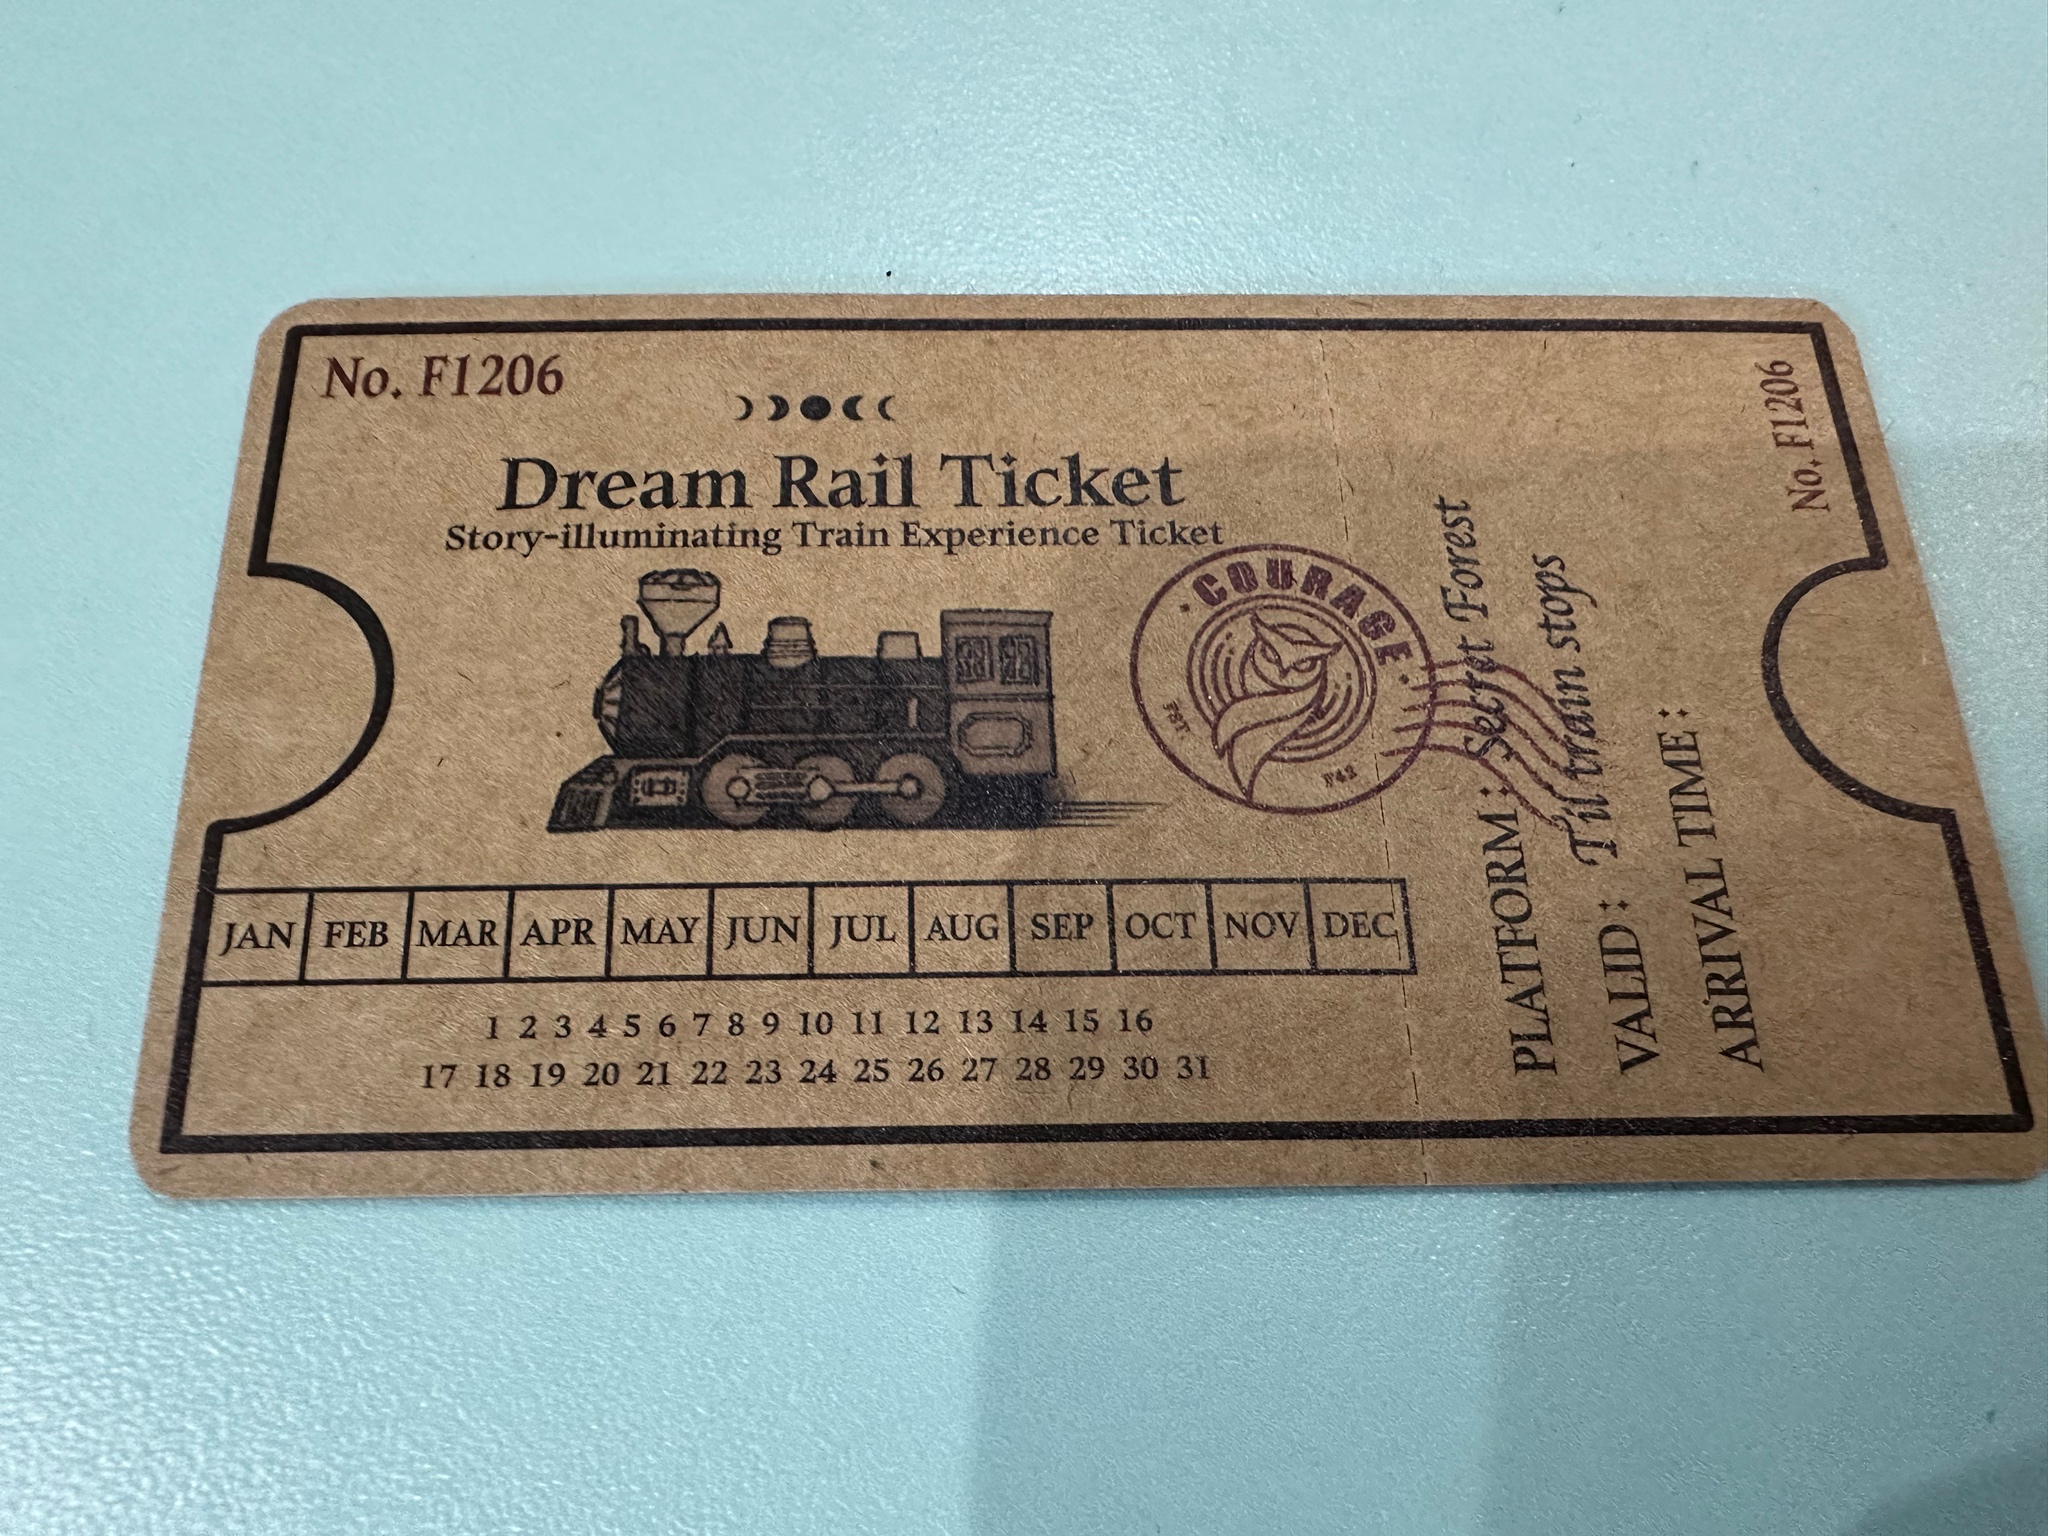 No. F1206
Dream Rail Ticket
Story-illuminating Train Experience Ticket
COURAGE
JAN FEB MAR APR MAY JUN JUL AUG SEP OCT NOV DEC
1 2 3 4 5 6 7 8 9 10 11 12 13 14 15 16
17 18 19 20 21 22 23 24 25 26 27 28 29 30 31
PLATFORM: Secret Forest
VALID: Til train stops
ARRIVAL TIME:
No. F1206